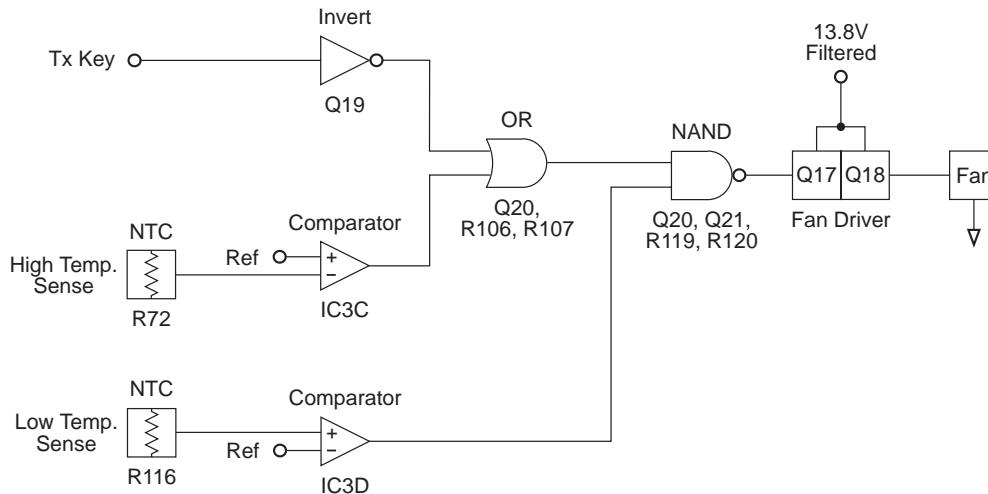 Invert
Tx Key
Q19
13.8V
Filtered
OR
NAND
Q17
Q18
Fan
Fan Driver
Q20,
R106, R107
Q20, Q21,
R119, R120
NTC
High Temp.
Sense
R72
Comparator
Ref
+
−
IC3C
NTC
Low Temp.
Sense
R116
Comparator
+
Ref
−
IC3D